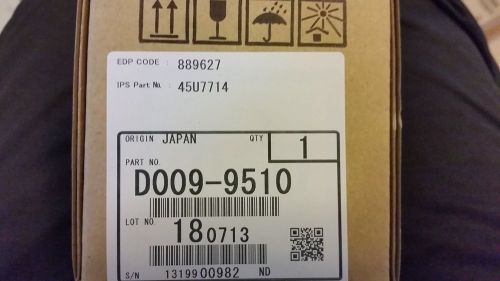 EDP CODE : 889627
IPS Part No. : 45U7714
ORIGIN JAPAN QTY 1
PART NO.
D009-9510
LOT NO. 180713
S/N 1319900982 ND